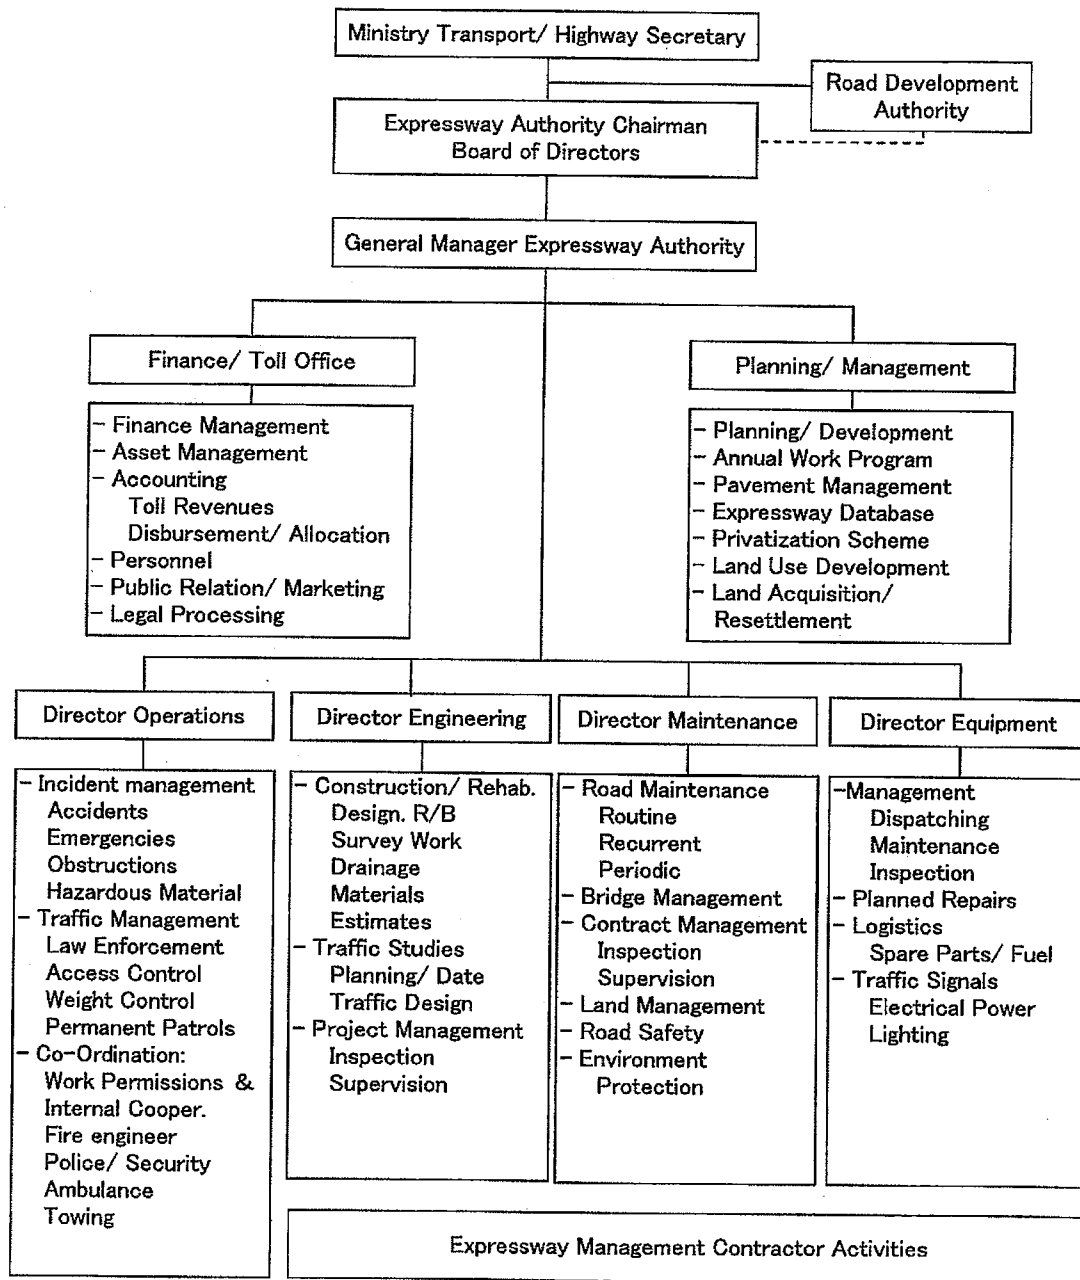 Ministry Transport/ Highway Secretary
Road Development
Authority
Expressway Authority Chairman
Board of Directors
General Manager Expressway Authority
Finance/ Toll Office
- Finance Management
- Asset Management
- Accounting
Toll Revenues
Disbursement/ Allocation
- Personnel
- Public Relation/ Marketing
- Legal Processing
Planning/ Management
- Planning/ Development
- Annual Work Program
- Pavement Management
- Expressway Database
- Privatization Scheme
- Land Use Development
- Land Acquisition/
Resettlement
Director Operations
- Incident management
Accidents
Emergencies
Obstructions
Hazardous Material
- Traffic Management
Law Enforcement
Access Control
Weight Control
Permanent Patrols
- Co-Ordination:
Work Permissions &
Internal Cooper.
Fire engineer
Police/ Security
Ambulance
Towing
Director Engineering
- Construction/ Rehab.
Design. R/B
Survey Work
Drainage
Materials
Estimates
- Traffic Studies
Planning/ Date
Traffic Design
- Project Management
Inspection
Supervision
Director Maintenance
- Road Maintenance
Routine
Recurrent
Periodic
- Bridge Management
- Contract Management
Inspection
Supervision
- Land Management
- Road Safety
- Environment
Protection
Director Equipment
-Management
Dispatching
Maintenance
Inspection
- Planned Repairs
- Logistics
Spare Parts/ Fuel
- Traffic Signals
Electrical Power
Lighting
Expressway Management Contractor Activities